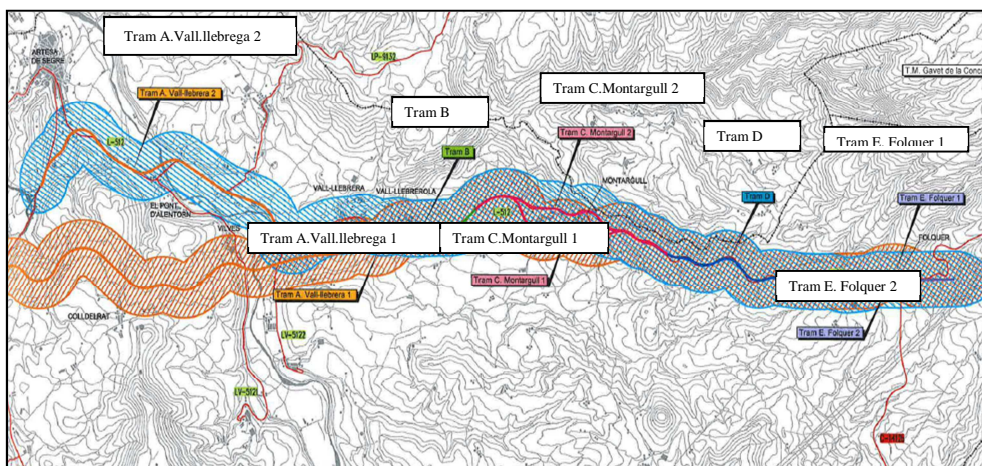 Tram A.Vall.llebrega 2
LP-9132
ARTESA
DE SEGRE
T.M. Gavet de la Conca
Tram C.Montargull 2
Tram A. Vall-llebrera 2
Tram B
Tram D
Tram E. Folquer 1
Tram C. Montargull 2
L-512
Tram B
MONTARGULL
VALL-LLEBRERA
VALL-LLEBREROLA
Tram D
Tram E. Folquer 1
EL PONT
D'ALENTORN
L-512
VILVES
Tram A.Vall.llebrega 1
Tram C.Montargull 1
FOLQUER
Tram C. Montargull 1
Tram E. Folquer 2
Tram A. Vall-llebrera 1
COLLDELRAT
LV-5122
Tram E. Folquer 2
LV-5121